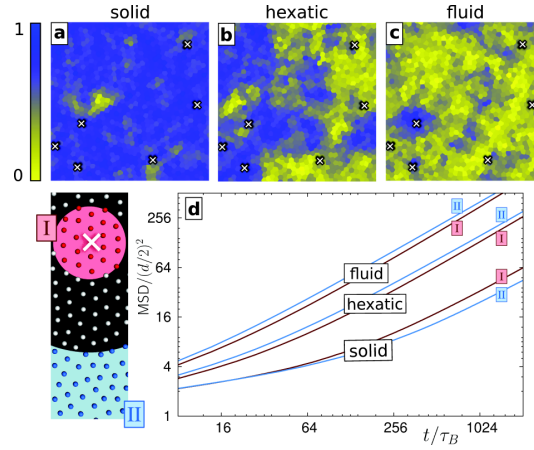 solid hexatic fluid
1
0
a
b
c
I
II
d
MSD/(d/2)²
256
64
16
4
1
16 64 256 1024
t/τ_B
fluid
hexatic
solid
II
I
II
I
I
II